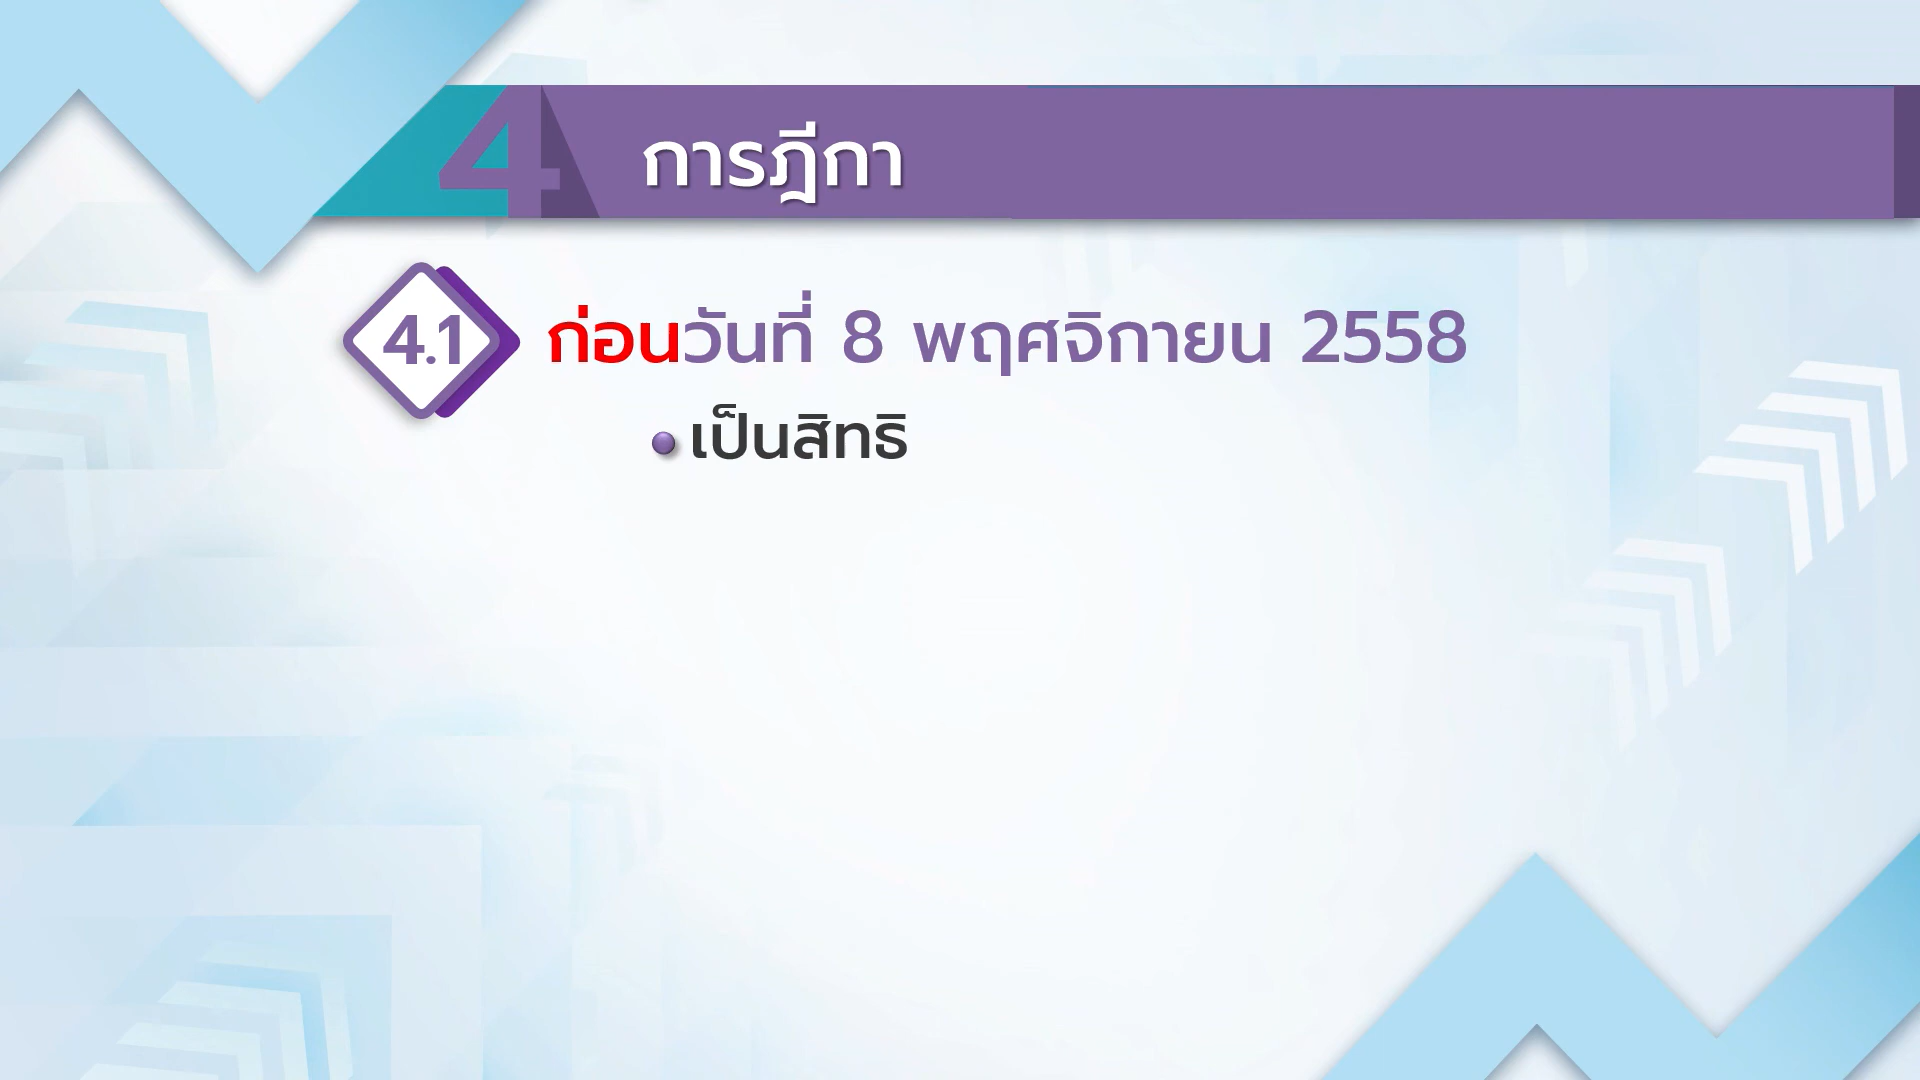 4 การฎีกา
4.1 ก่อนวันที่ 8 พฤศจิกายน 2558
• เป็นสิทธิ